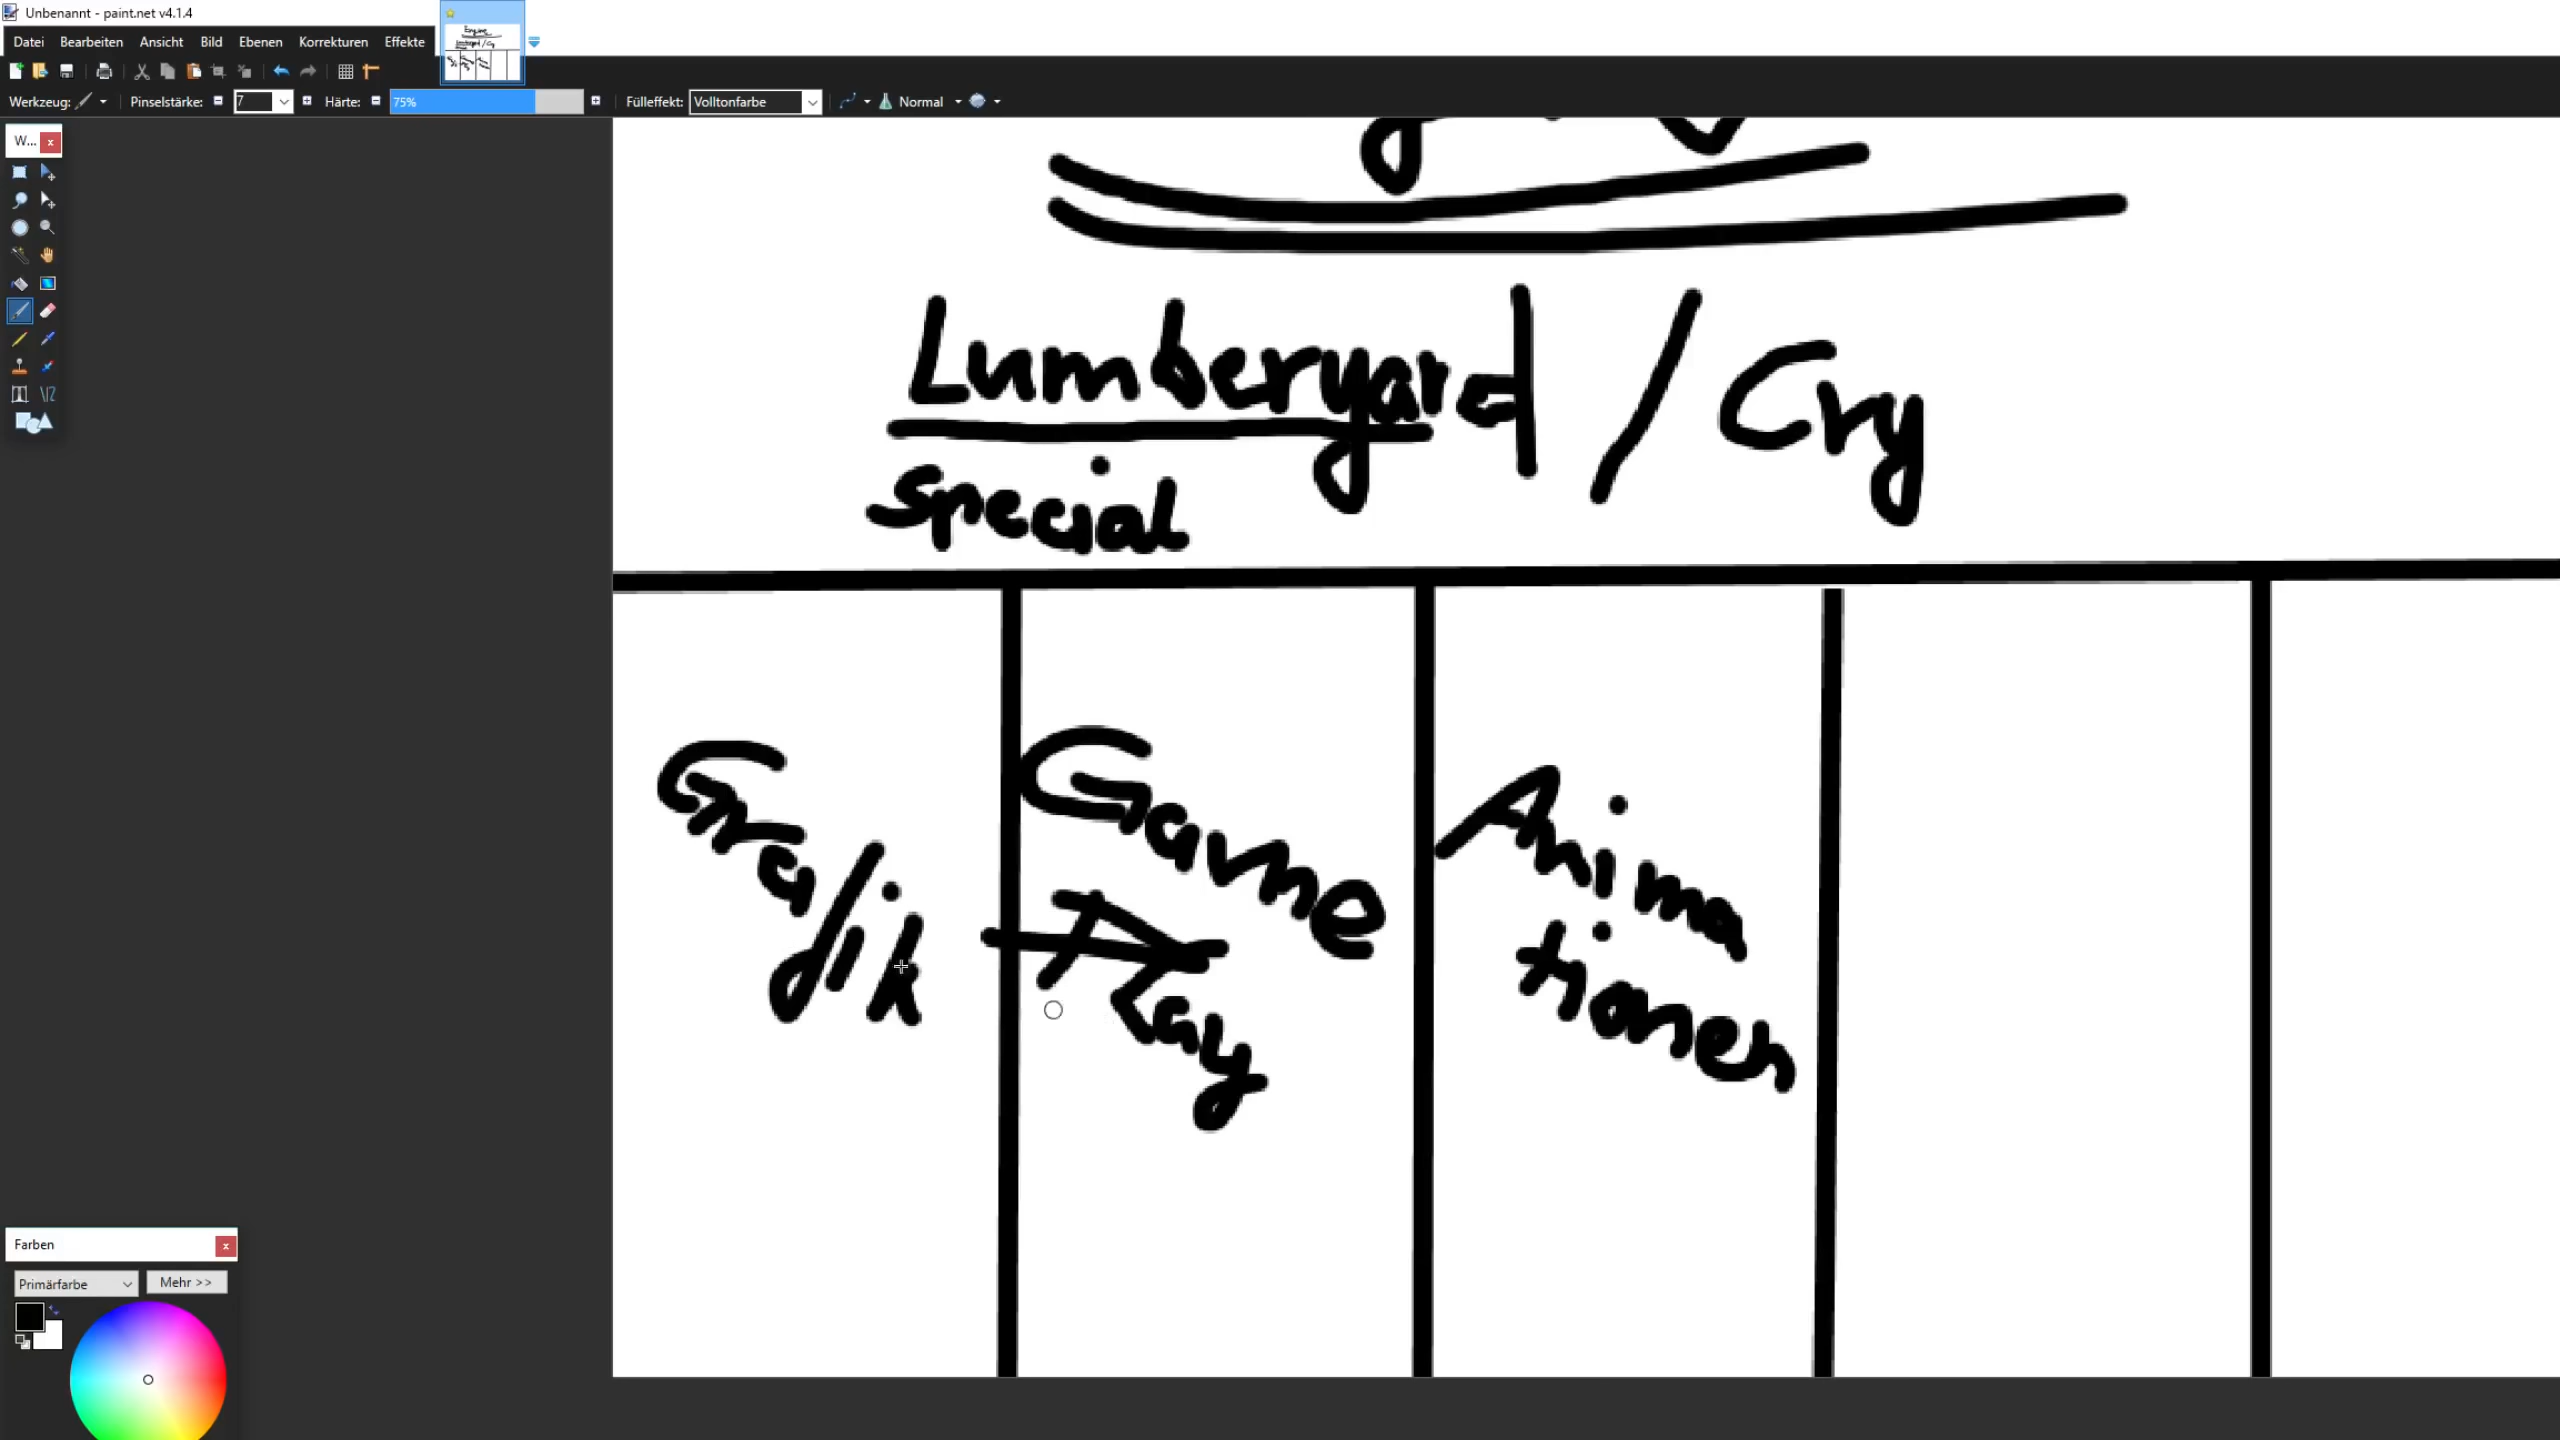 Unbenannt - paint.net v4.1.4
Datei Bearbeiten Ansicht Bild Ebenen Korrekturen Effekte
Werkzeug: Pinselstärke: 7 Härte: 75% Fülleffekt: Volltonfarbe Normal
W...
Lumberyard / Cry
special
Grafik
Game
Play
Anima
tionen
Farben
Primärfarbe Mehr >>